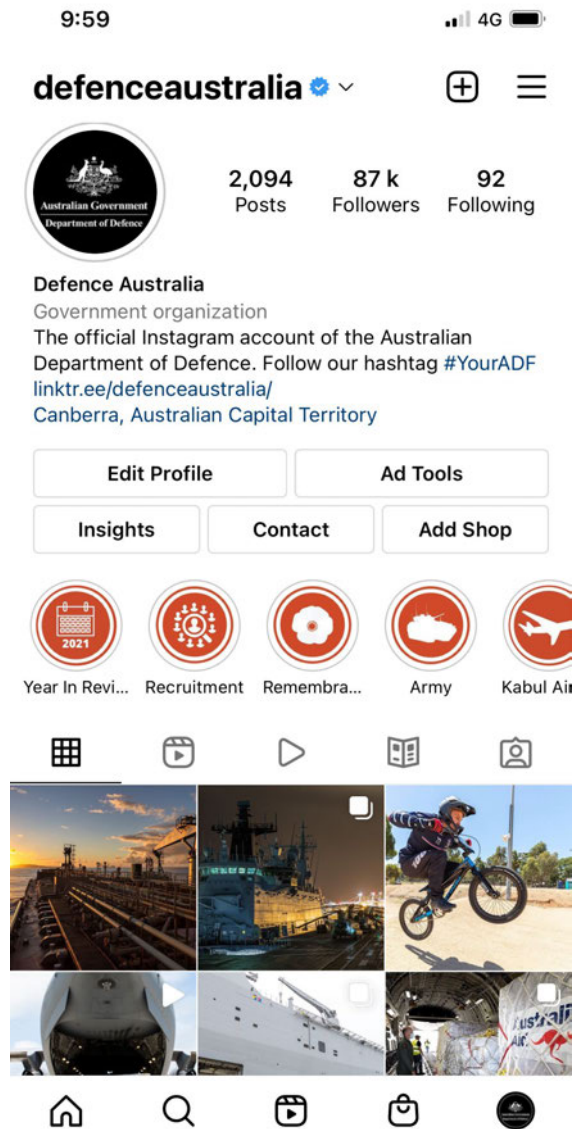 9:59 4G
defenceaustralia
Australian Government
Department of Defence
2,094 87 k 92
Posts Followers Following
Defence Australia
Government organization
The official Instagram account of the Australian
Department of Defence. Follow our hashtag #YourADF
linktr.ee/defenceaustralia/
Canberra, Australian Capital Territory
Edit Profile Ad Tools
Insights Contact Add Shop
2021
Year In Revi... Recruitment Remembra... Army Kabul Air
Australian
Aid